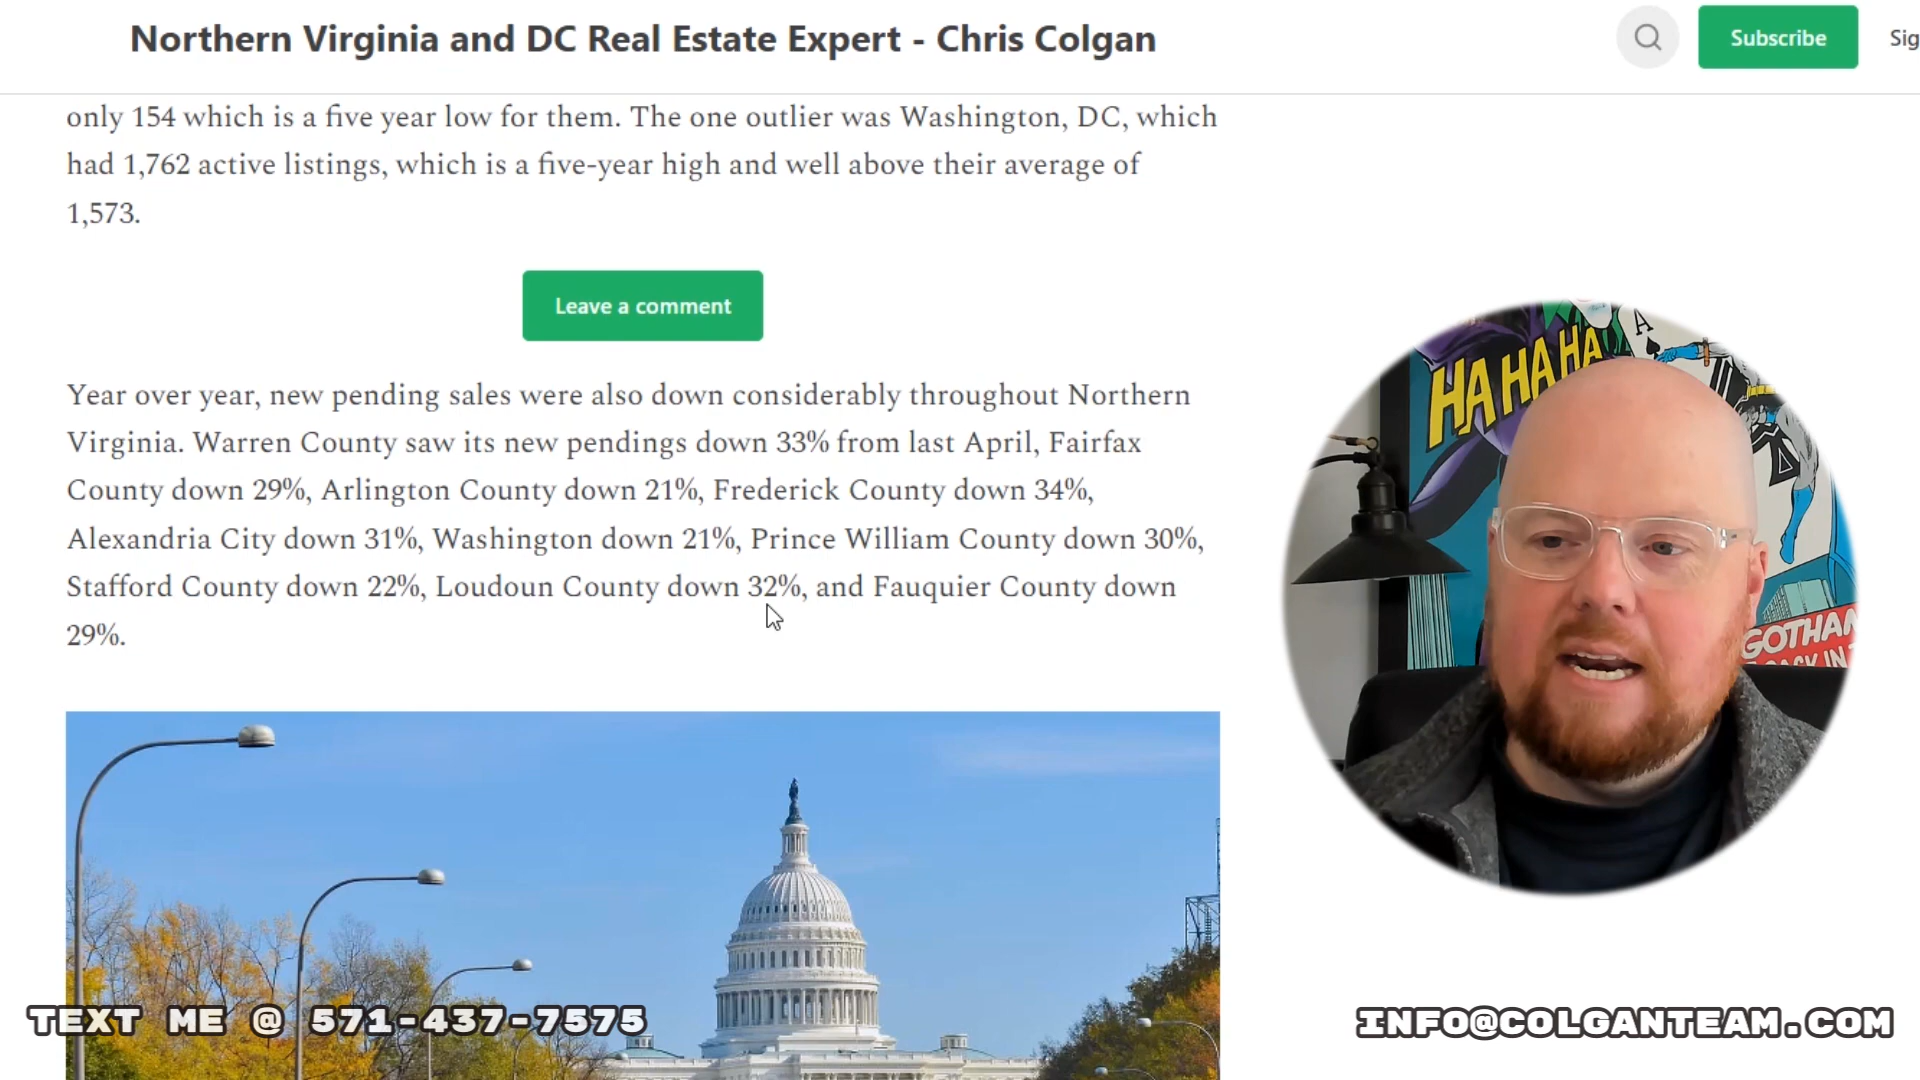 Northern Virginia and DC Real Estate Expert - Chris Colgan
Subscribe
Sig
only 154 which is a five year low for them. The one outlier was Washington, DC, which
had 1,762 active listings, which is a five-year high and well above their average of
1,573.
Leave a comment
Year over year, new pending sales were also down considerably throughout Northern
Virginia. Warren County saw its new pendings down 33% from last April, Fairfax
County down 29%, Arlington County down 21%, Frederick County down 34%,
Alexandria City down 31%, Washington down 21%, Prince William County down 30%,
Stafford County down 22%, Loudoun County down 32%, and Fauquier County down
29%.
HA HA HA
A
GOTHAM
BACK IN
TEXT ME @ 571-437-7575
INFO@COLGANTEAM.COM